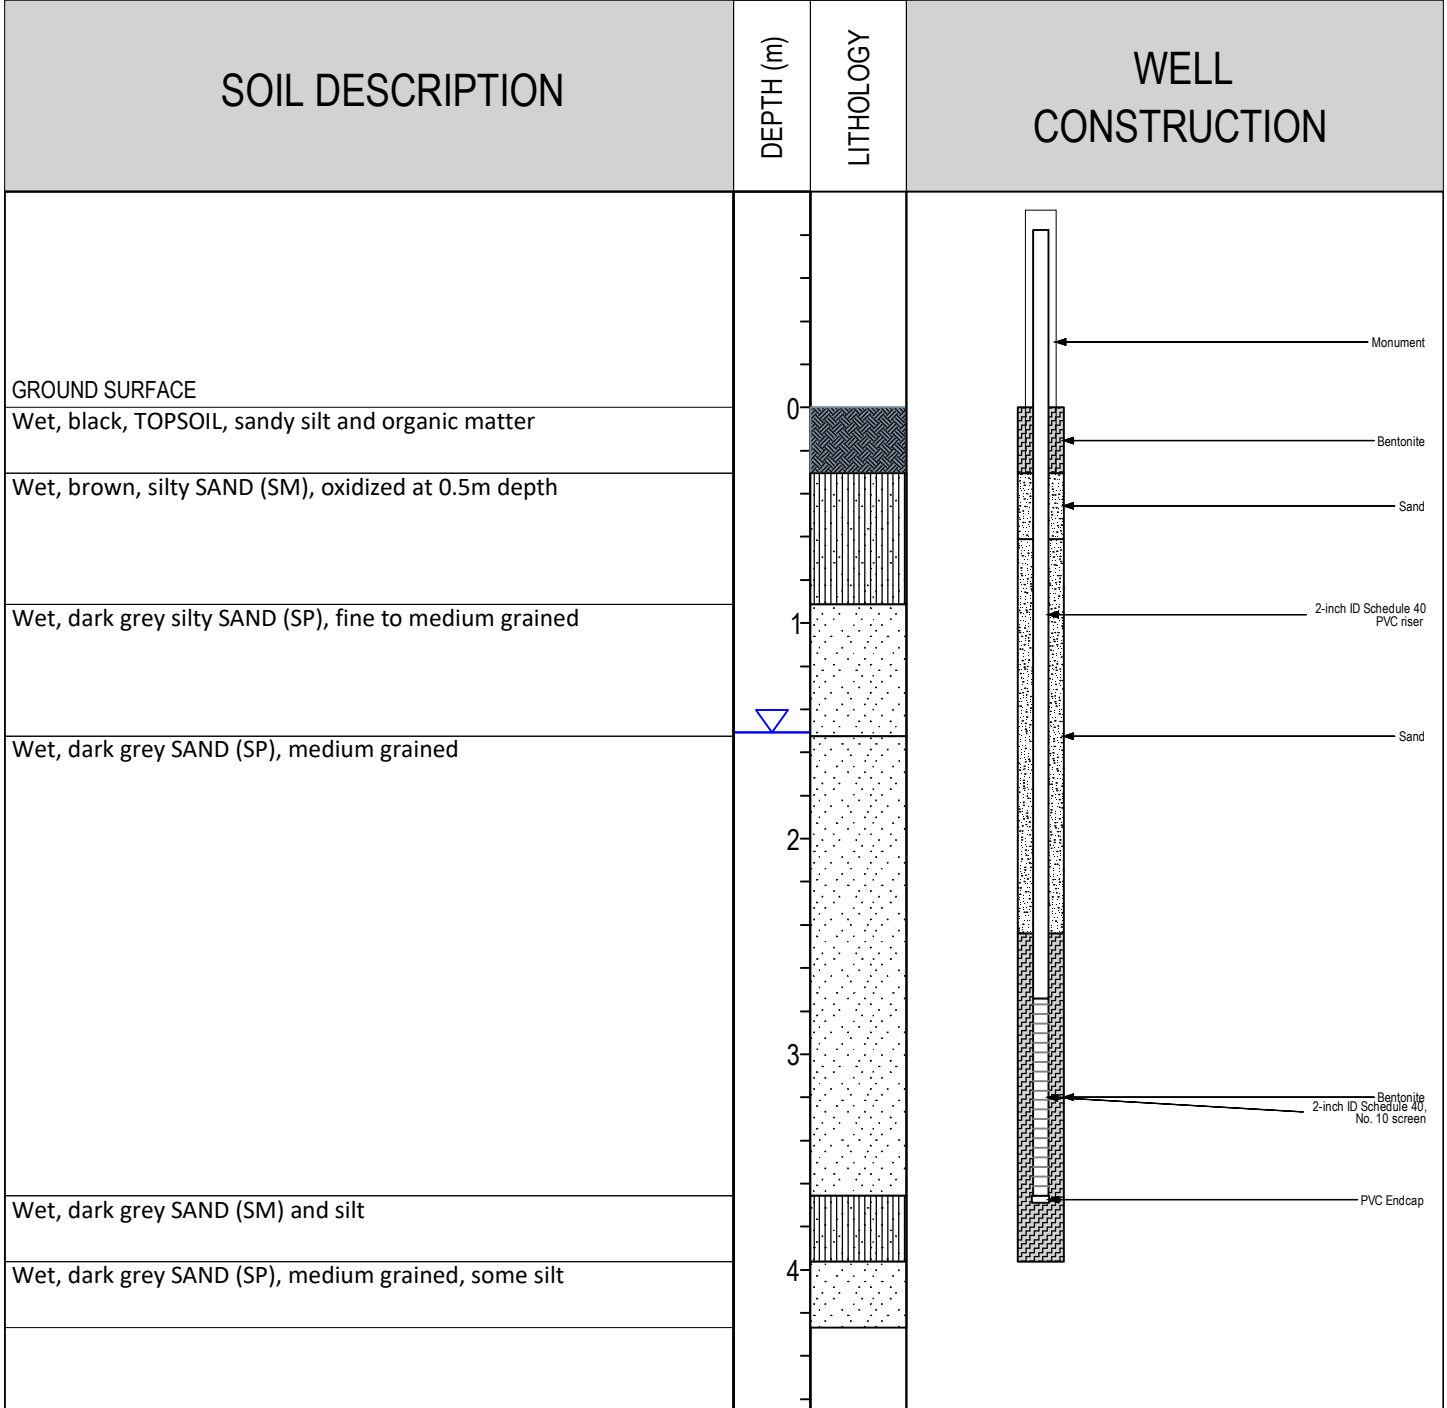 SOIL DESCRIPTION
DEPTH (m)
LITHOLOGY
WELL
CONSTRUCTION
Monument
GROUND SURFACE
0
Wet, black, TOPSOIL, sandy silt and organic matter
Bentonite
Wet, brown, silty SAND (SM), oxidized at 0.5m depth
Sand
Wet, dark grey silty SAND (SP), fine to medium grained
1
2-inch ID Schedule 40
PVC riser
Sand
Wet, dark grey SAND (SP), medium grained
2
3
Bentonite
2-inch ID Schedule 40,
No. 10 screen
PVC Endcap
Wet, dark grey SAND (SM) and silt
4
Wet, dark grey SAND (SP), medium grained, some silt